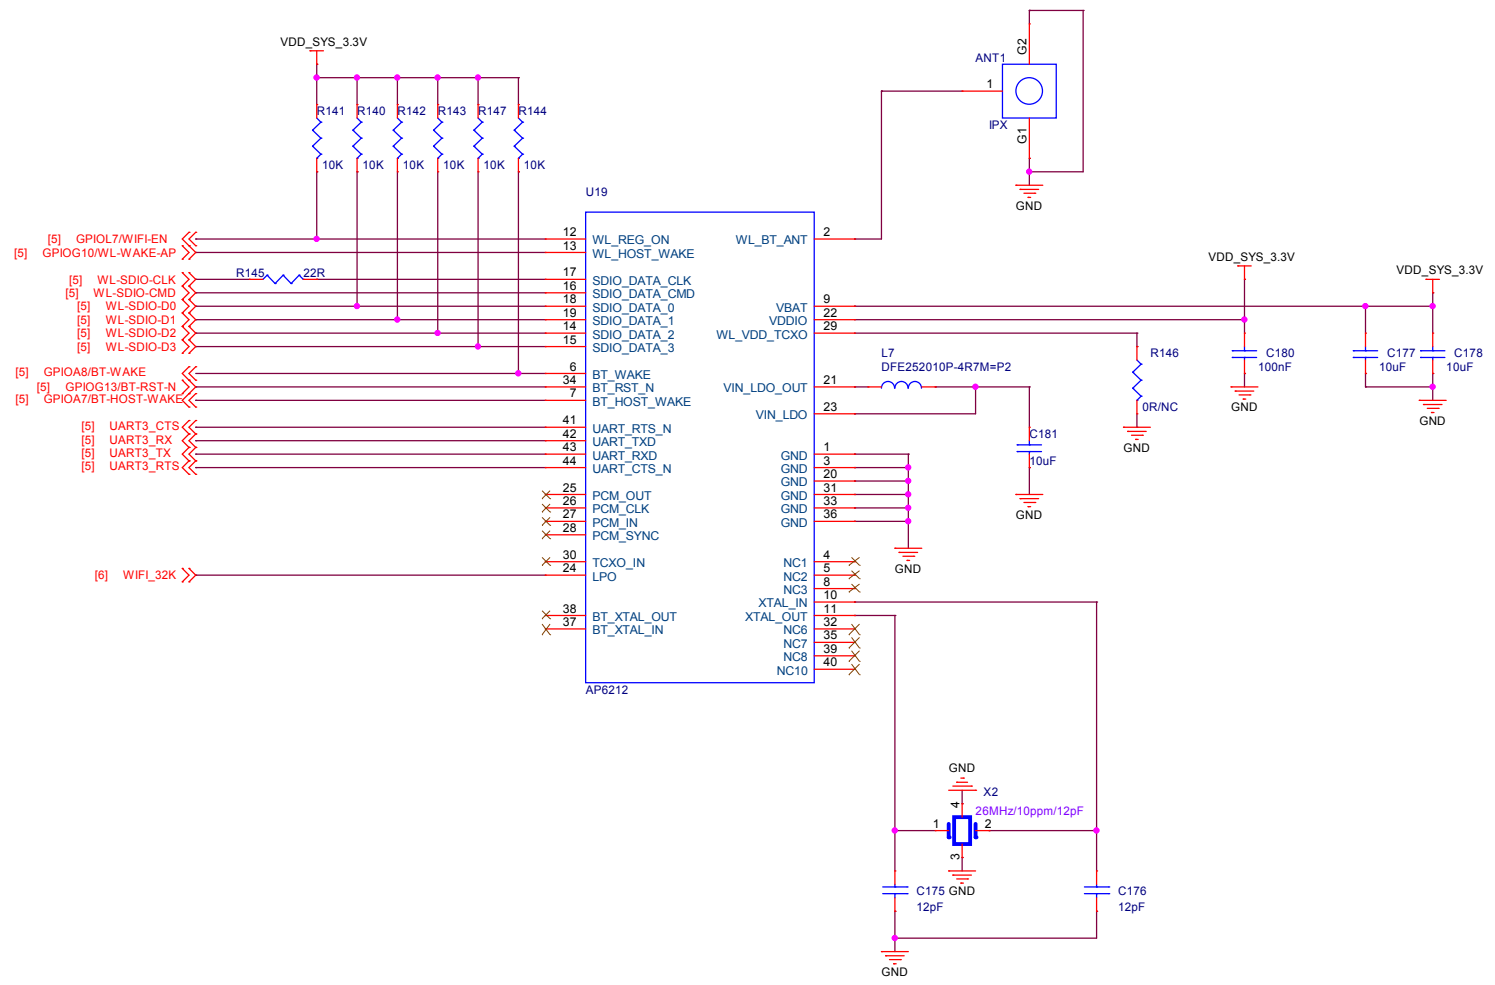 VDD_SYS_3.3V
R141
R140
R142
R143
R147
R144
10K
10K
10K
10K
10K
10K
ANT1
G2
1
IPX
G1
GND
U19
[5] GPIOL7/WIFI-EN
[5] GPIOG10/WL-WAKE-AP
[5] WL-SDIO-CLK
R145
22R
[5] WL-SDIO-CMD
[5] WL-SDIO-D0
[5] WL-SDIO-D1
[5] WL-SDIO-D2
[5] WL-SDIO-D3
[5] GPIOA8/BT-WAKE
[5] GPIOG13/BT-RST-N
[5] GPIOA7/BT-HOST-WAKE
[5] UART3_CTS
[5] UART3_RX
[5] UART3_TX
[5] UART3_RTS
[6] WIFI_32K
12 WL_REG_ON
13 WL_HOST_WAKE
17 SDIO_DATA_CLK
16 SDIO_DATA_CMD
18 SDIO_DATA_0
19 SDIO_DATA_1
14 SDIO_DATA_2
15 SDIO_DATA_3
6 BT_WAKE
34 BT_RST_N
7 BT_HOST_WAKE
41 UART_RTS_N
42 UART_TXD
43 UART_RXD
44 UART_CTS_N
25 PCM_OUT
26 PCM_CLK
27 PCM_IN
28 PCM_SYNC
30 TCXO_IN
24 LPO
38 BT_XTAL_OUT
37 BT_XTAL_IN
AP6212
WL_BT_ANT 2
VBAT 9
VDDIO 22
WL_VDD_TCXO 29
VIN_LDO_OUT 21
VIN_LDO 23
GND 1
GND 3
GND 20
GND 31
GND 33
GND 36
NC1 4
NC2 5
NC3 8
XTAL_IN 10
XTAL_OUT 11
NC6 32
NC7 35
NC8 39
NC10 40
GND
L7
DFE252010P-4R7M=P2
C181
10uF
GND
R146
0R/NC
GND
VDD_SYS_3.3V
C180
100nF
GND
VDD_SYS_3.3V
C177
10uF
C178
10uF
GND
GND
X2
26MHz/10ppm/12pF
4
1
2
3
GND
C175
12pF
C176
12pF
GND